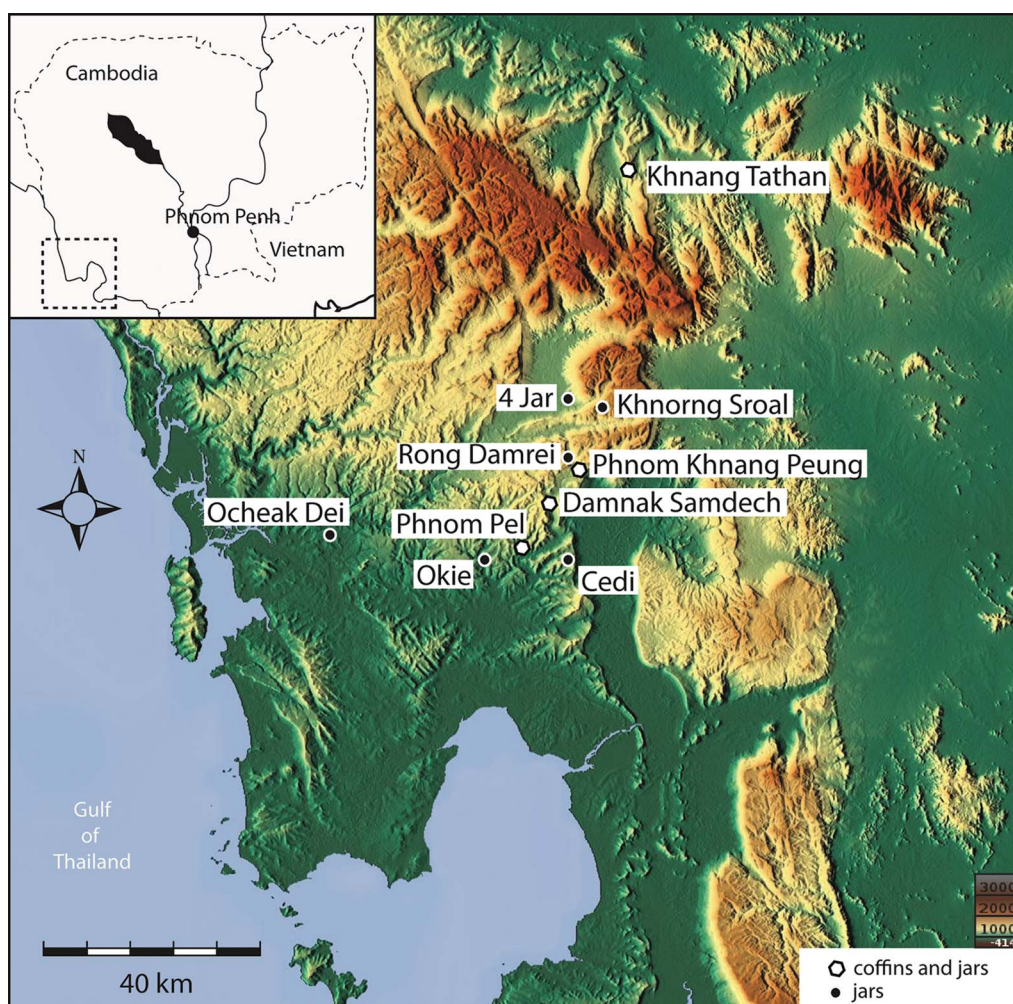 Cambodia
Phnom Penh
Vietnam
Khnang Tathan
4 Jar
Khnorng Sroal
Rong Damrei
Phnom Khnang Peung
Damnak Samdech
Ocheak Dei
Phnom Pel
Okie
Cedi
N
Gulf
of
Thailand
40 km
3000
2000
1000
-414
coffins and jars
jars